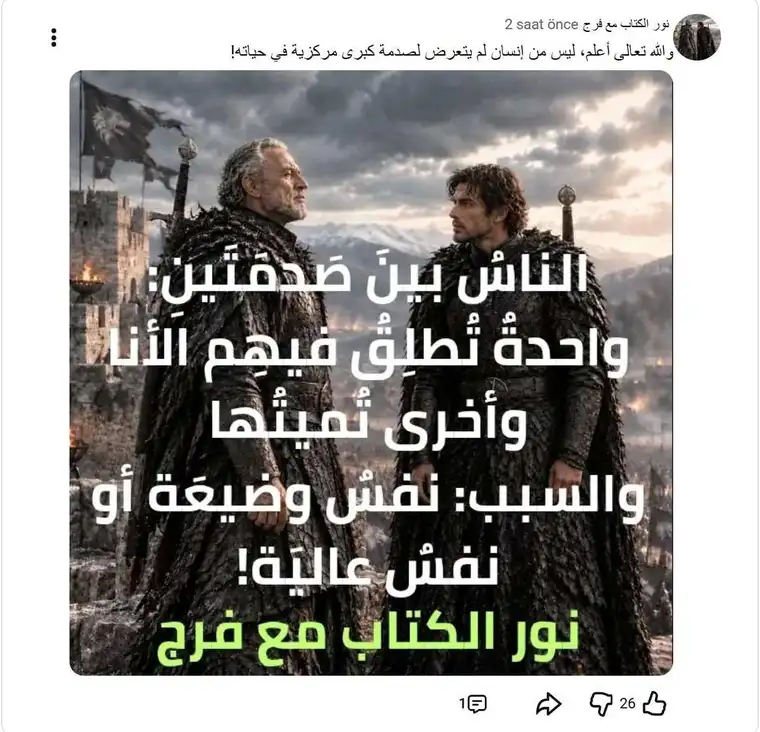 نور الكتاب مع فرج 2 saat önce
والله تعالى أعلم، ليس من إنسان لم يتعرض لصدمة كبرى مركزية في حياته!
الناسُ بينَ صَدمَتَينِ:
واحدةٌ تُطلِقُ فيهِم الأنا
وأخرى تُميتُها
والسبب: نفسُ وضيعَة أو
نفسُ عاليَة!
نور الكتاب مع فرج
26
1